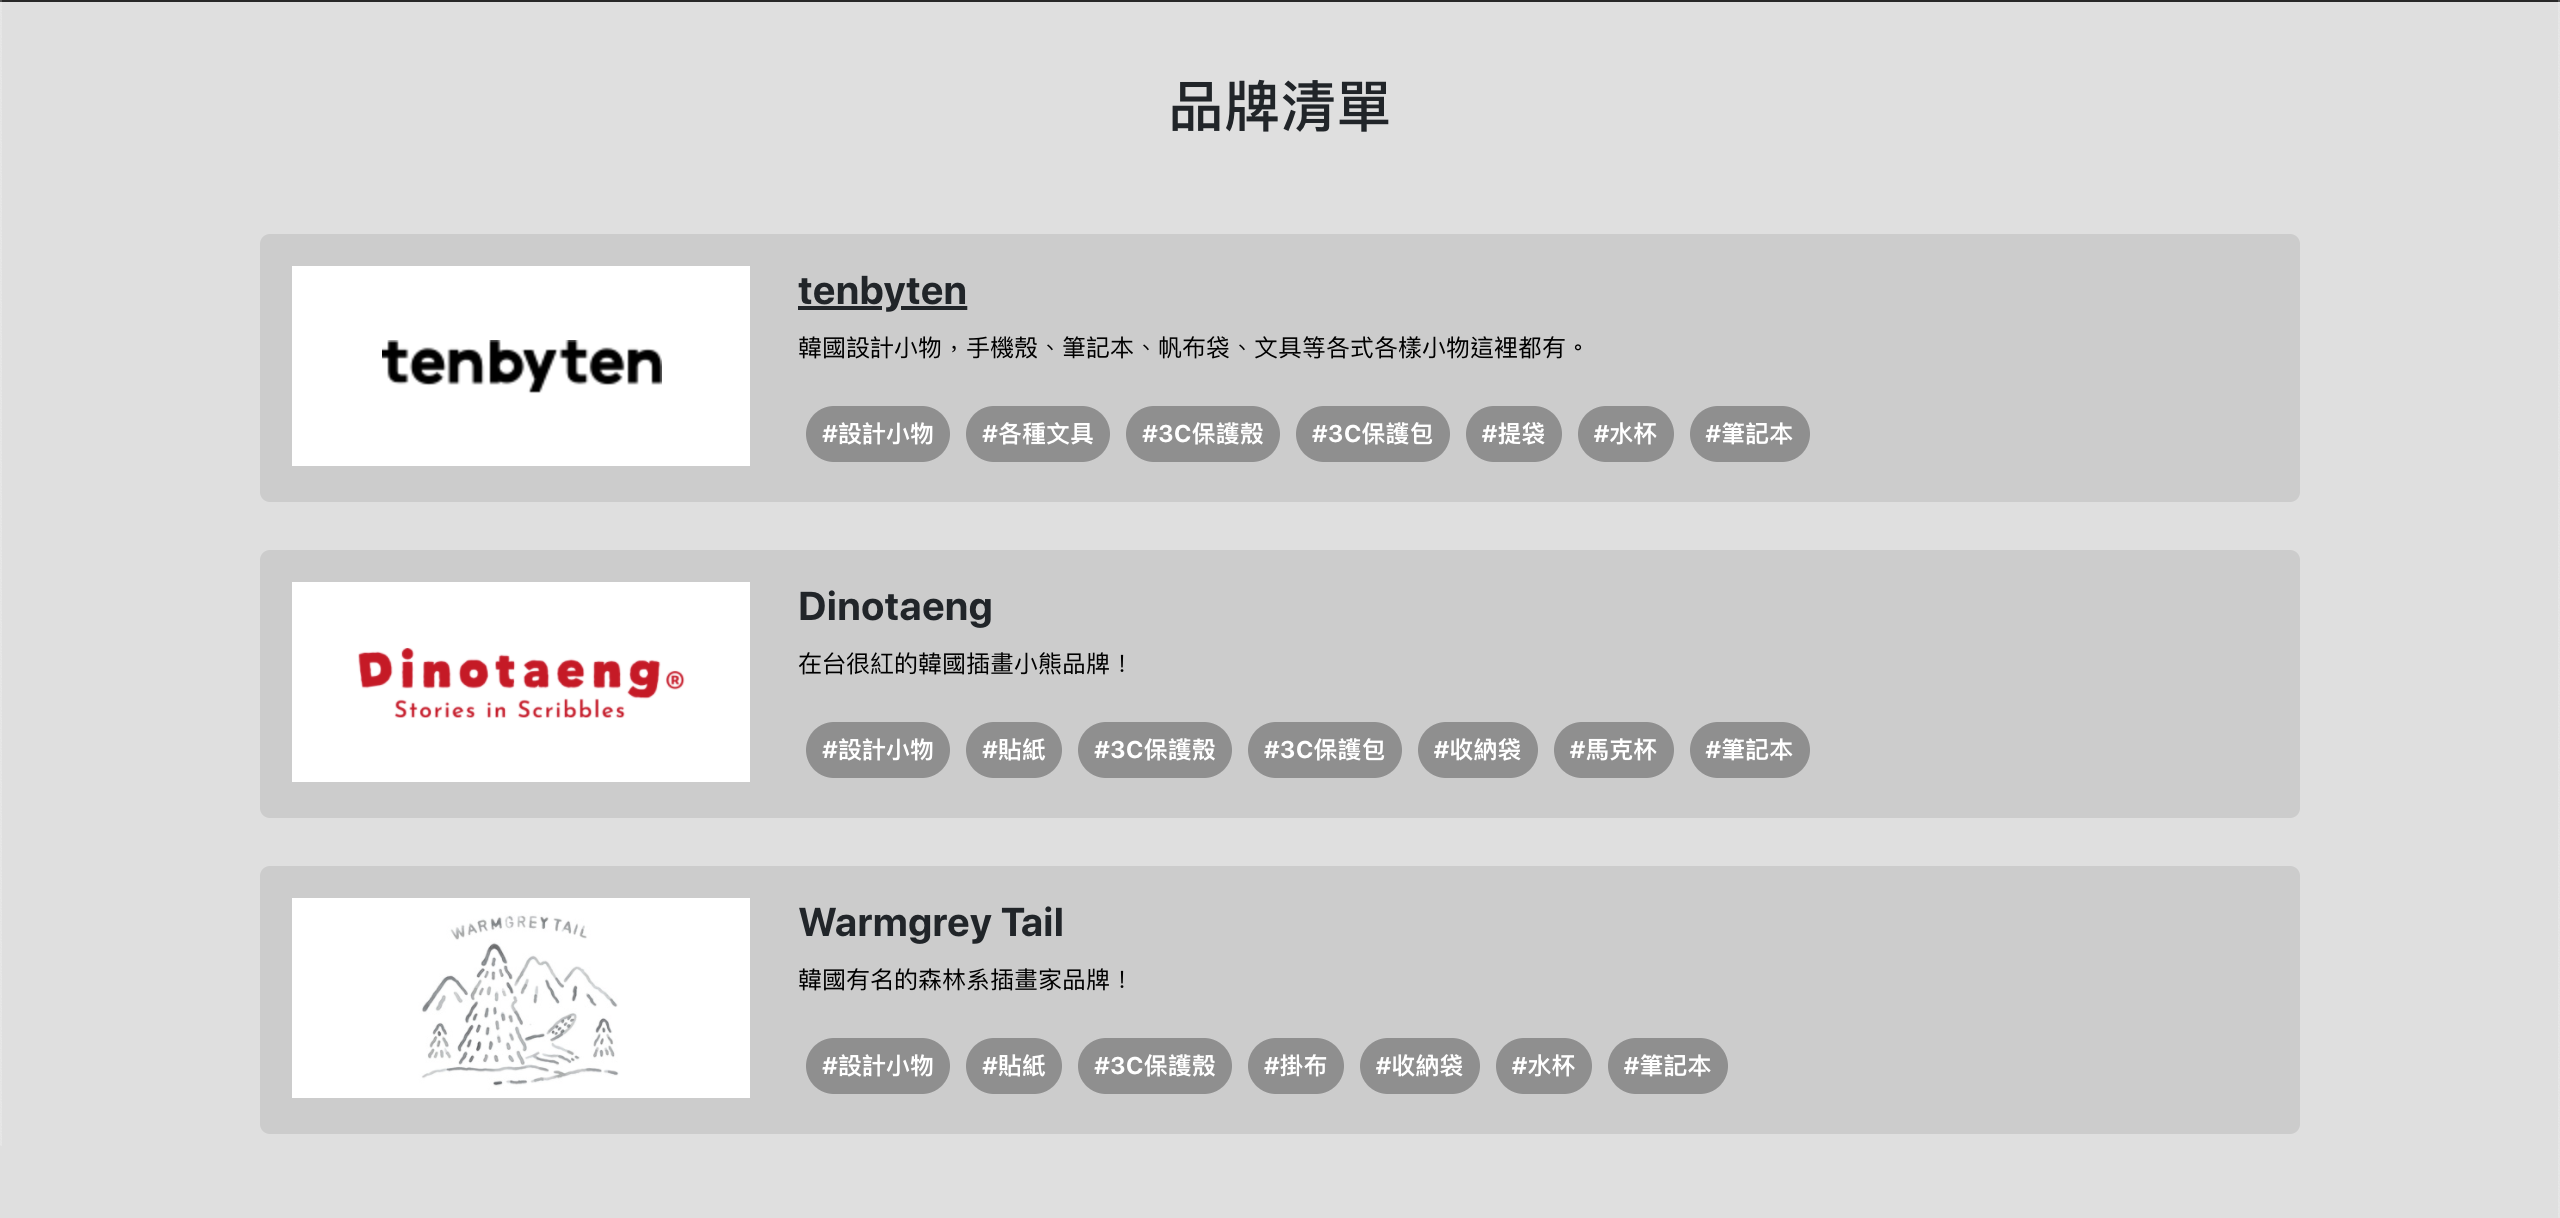 品牌清單
tenbyten
tenbyten
韓國設計小物，手機殼、筆記本、帆布袋、文具等各式各樣小物這裡都有。
#設計小物 #各種文具 #3C保護殼 #3C保護包 #提袋 #水杯 #筆記本
Dinotaeng®
Stories in Scribbles
Dinotaeng
在台很紅的韓國插畫小熊品牌！
#設計小物 #貼紙 #3C保護殼 #3C保護包 #收納袋 #馬克杯 #筆記本
WARMGREY TAIL
Warmgrey Tail
韓國有名的森林系插畫家品牌！
#設計小物 #貼紙 #3C保護殼 #掛布 #收納袋 #水杯 #筆記本